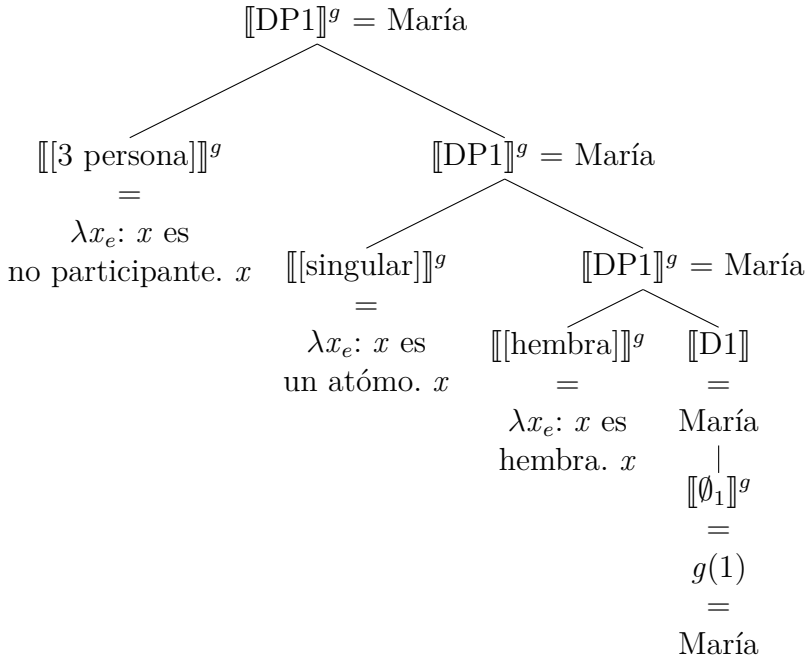 ⟦DP1⟧^g = María
⟦[3 persona]⟧^g
=
λx_e: x es
no participante. x
⟦DP1⟧^g = María
⟦[singular]⟧^g
=
λx_e: x es
un atómo. x
⟦DP1⟧^g = María
⟦[hembra]⟧^g
=
λx_e: x es
hembra. x
⟦D1⟧
=
María
⟦∅₁⟧^g
=
g(1)
=
María